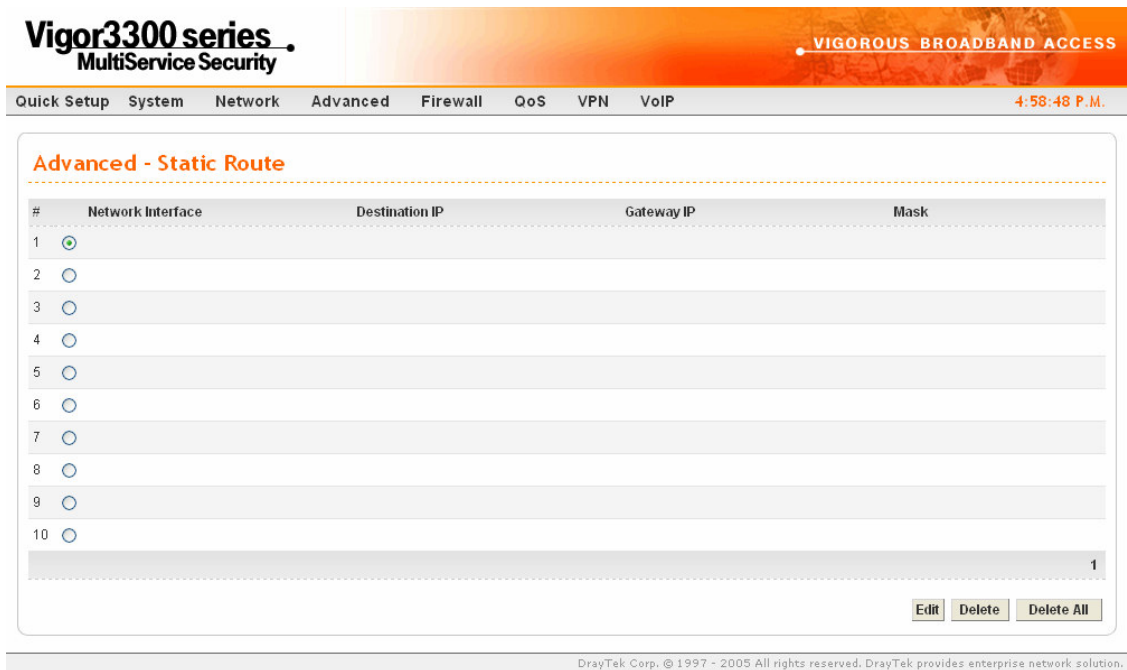 Vigor3300 series
MultiService Security
VIGOROUS BROADBAND ACCESS
Quick Setup System Network Advanced Firewall QoS VPN VoIP 4:58:48 P.M.
Advanced - Static Route
# Network Interface Destination IP Gateway IP Mask
1
2
3
4
5
6
7
8
9
10
1
Edit Delete Delete All
DrayTek Corp. © 1997 - 2005 All rights reserved. DrayTek provides enterprise network solution.